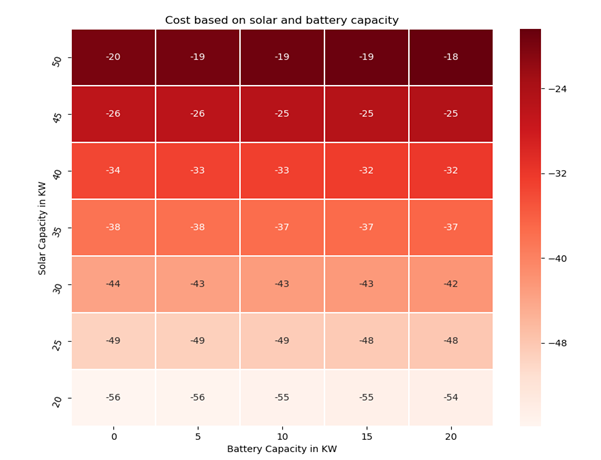 Cost based on solar and battery capacity
Solar Capacity in KW
50 -20 -19 -19 -19 -18
45 -26 -26 -25 -25 -25
40 -34 -33 -33 -32 -32
35 -38 -38 -37 -37 -37
30 -44 -43 -43 -43 -42
25 -49 -49 -49 -48 -48
20 -56 -56 -55 -55 -54
0 5 10 15 20
Battery Capacity in KW
−24
−32
−40
−48